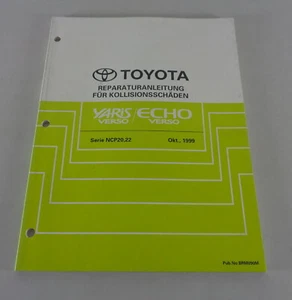 TOYOTA
REPARATURANLEITUNG
FÜR KOLLISIONSSCHÄDEN
YARIS ECHO
VERSO VERSO
Serie NCP20,22 Okt., 1999